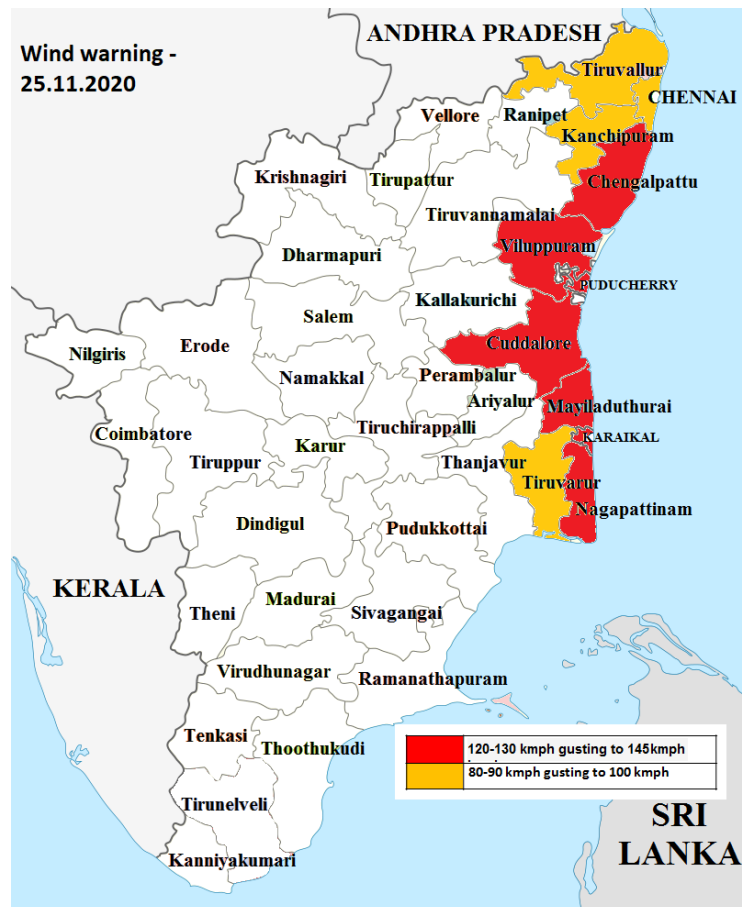 Wind warning -
25.11.2020
ANDHRA PRADESH
Tiruvallur
CHENNAI
Vellore
Ranipet
Kanchipuram
Krishnagiri
Tirupattur
Chengalpattu
Tiruvannamalai
Viluppuram
Dharmapuri
PUDUCHERRY
Kallakurichi
Salem
Cuddalore
Nilgiris
Erode
Namakkal
Perambalur
Ariyalur
Mayiladuthurai
Coimbatore
Tiruchirappalli
KARAIKAL
Karur
Tiruppur
Thanjavur
Tiruvarur
Nagapattinam
Dindigul
Pudukkottai
KERALA
Theni
Madurai
Sivagangai
Virudhunagar
Ramanathapuram
Tenkasi
Thoothukudi
120-130 kmph gusting to 145kmph
80-90 kmph gusting to 100 kmph
Tirunelveli
SRI
LANKA
Kanniyakumari